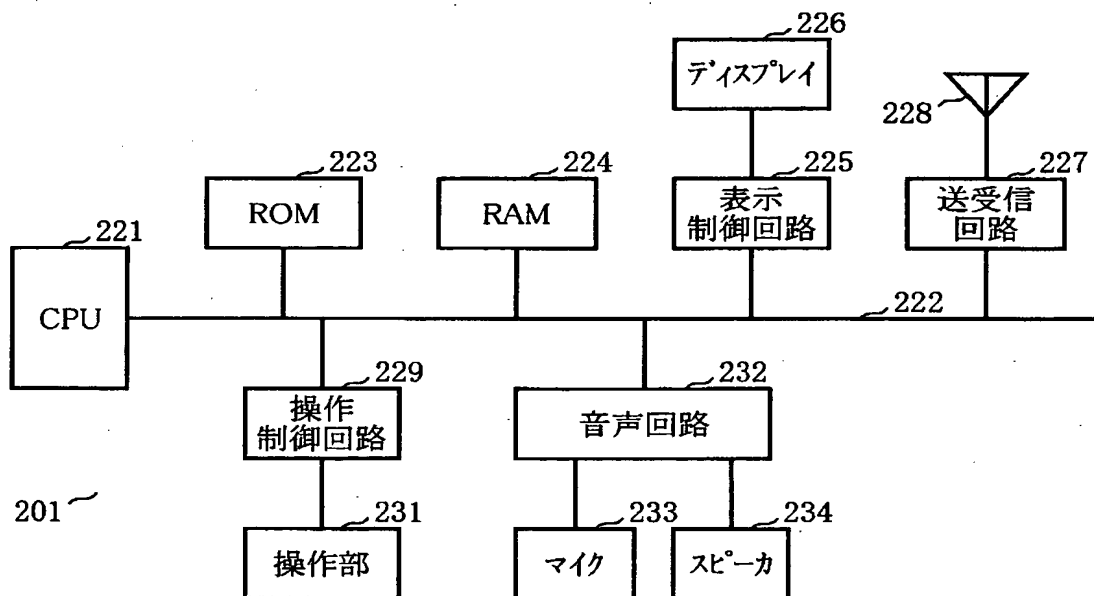 226
ディスプレイ
228
223
ROM
224
RAM
225
表示
制御回路
227
送受信
回路
221
CPU
222
229
操作
制御回路
232
音声回路
201
231
操作部
233
マイク
234
スピーカ